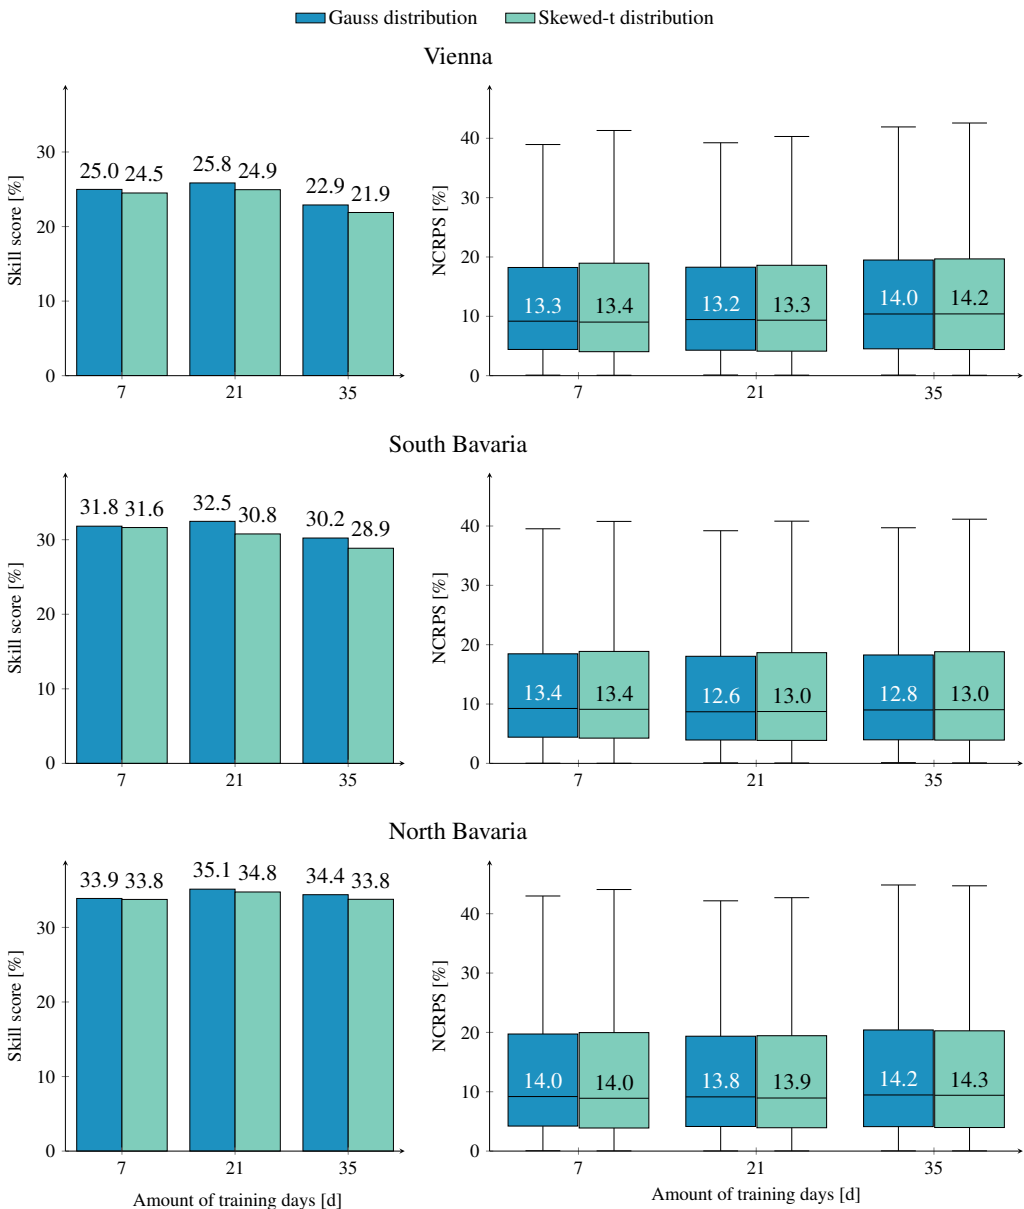 Gauss distribution Skewed-t distribution
Vienna
Skill score [%]
30
20
10
0
25.0 24.5 25.8 24.9 22.9 21.9
7 21 35
NCRPS [%]
40
30
20
10
0
13.3 13.4 13.2 13.3 14.0 14.2
7 21 35
South Bavaria
Skill score [%]
30
20
10
0
31.8 31.6 32.5 30.8 30.2 28.9
7 21 35
NCRPS [%]
40
30
20
10
0
13.4 13.4 12.6 13.0 12.8 13.0
7 21 35
North Bavaria
Skill score [%]
30
20
10
0
33.9 33.8 35.1 34.8 34.4 33.8
7 21 35
Amount of training days [d]
NCRPS [%]
40
30
20
10
0
14.0 14.0 13.8 13.9 14.2 14.3
7 21 35
Amount of training days [d]